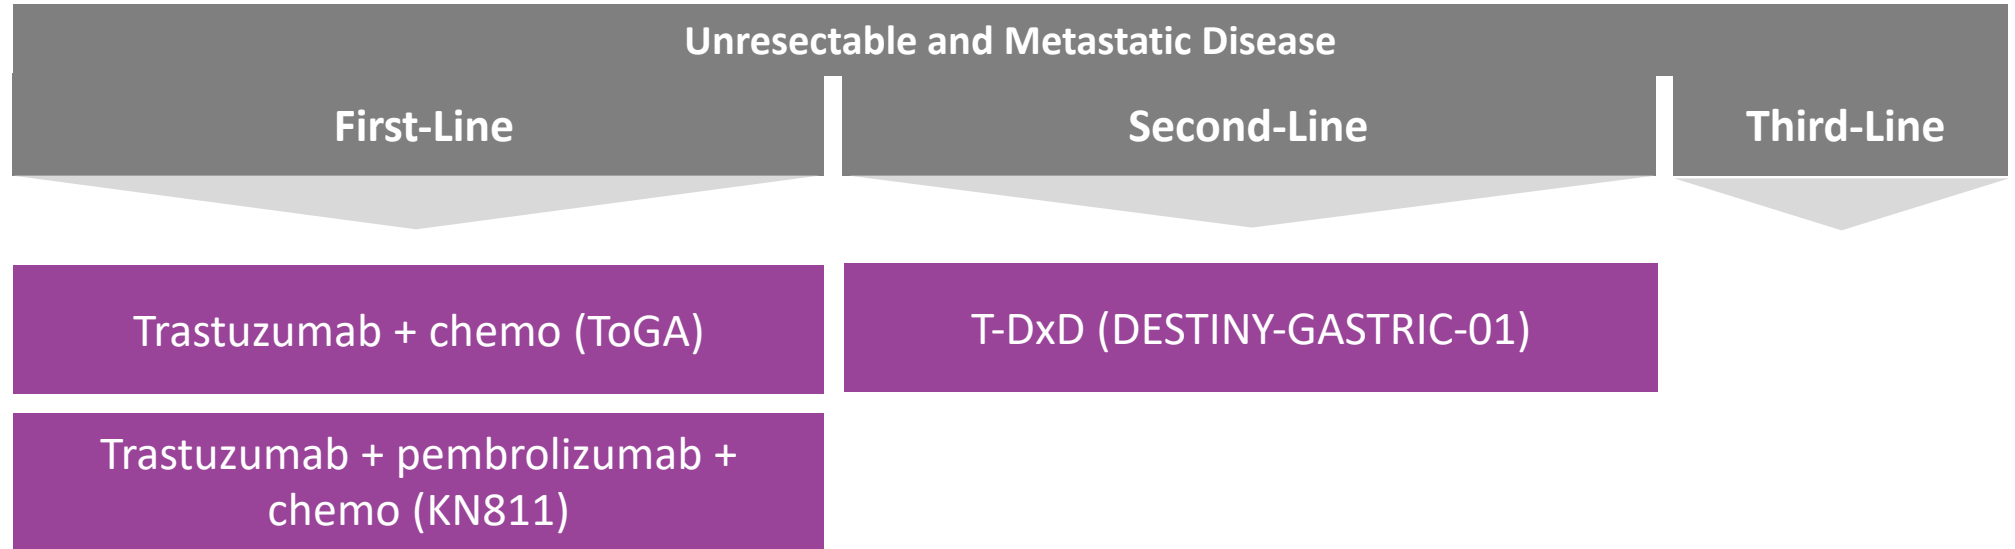 Unresectable and Metastatic Disease
First-Line
Second-Line
Third-Line
Trastuzumab + chemo (ToGA)
T-DxD (DESTINY-GASTRIC-01)
Trastuzumab + pembrolizumab +
chemo (KN811)